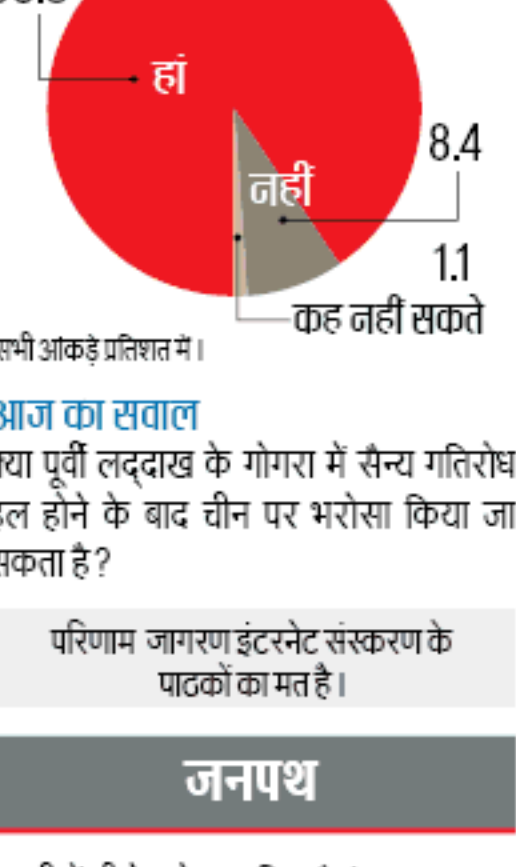 हां
नहीं
8.4
1.1
कह नहीं सकते
सभी आंकड़े प्रतिशत में।
आज का सवाल
क्या पूर्वी लद्दाख के गोगरा में सैन्य गतिरोध
हल होने के बाद चीन पर भरोसा किया जा
सकता है?
परिणाम जागरण इंटरनेट संस्करण के
पाठकों का मत है।
जनपथ